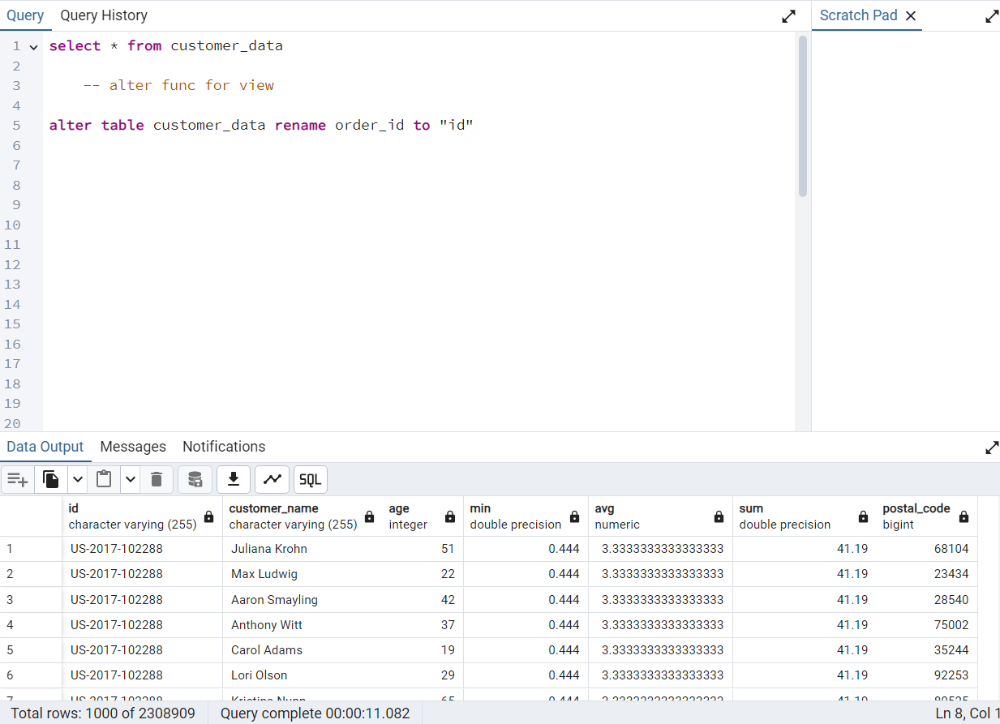 Query Query History Scratch Pad
1 select * from customer_data
2
3 -- alter func for view
4
5 alter table customer_data rename order_id to "id"
6
7
8
9
10
11
12
13
14
15
16
17
18
19
20
Data Output Messages Notifications
SQL
id customer_name age min avg sum postal_code
character varying (255) character varying (255) integer double precision numeric double precision bigint
1 US-2017-102288 Juliana Krohn 51 0.444 3.3333333333333333 41.19 68104
2 US-2017-102288 Max Ludwig 22 0.444 3.3333333333333333 41.19 23434
3 US-2017-102288 Aaron Smayling 42 0.444 3.3333333333333333 41.19 28540
4 US-2017-102288 Anthony Witt 37 0.444 3.3333333333333333 41.19 75002
5 US-2017-102288 Carol Adams 19 0.444 3.3333333333333333 41.19 35244
6 US-2017-102288 Lori Olson 29 0.444 3.3333333333333333 41.19 92253
7 US-2017-102288 0.444 3.3333333333333333 41.19
Total rows: 1000 of 2308909 Query complete 00:00:11.082 Ln 8, Col 1